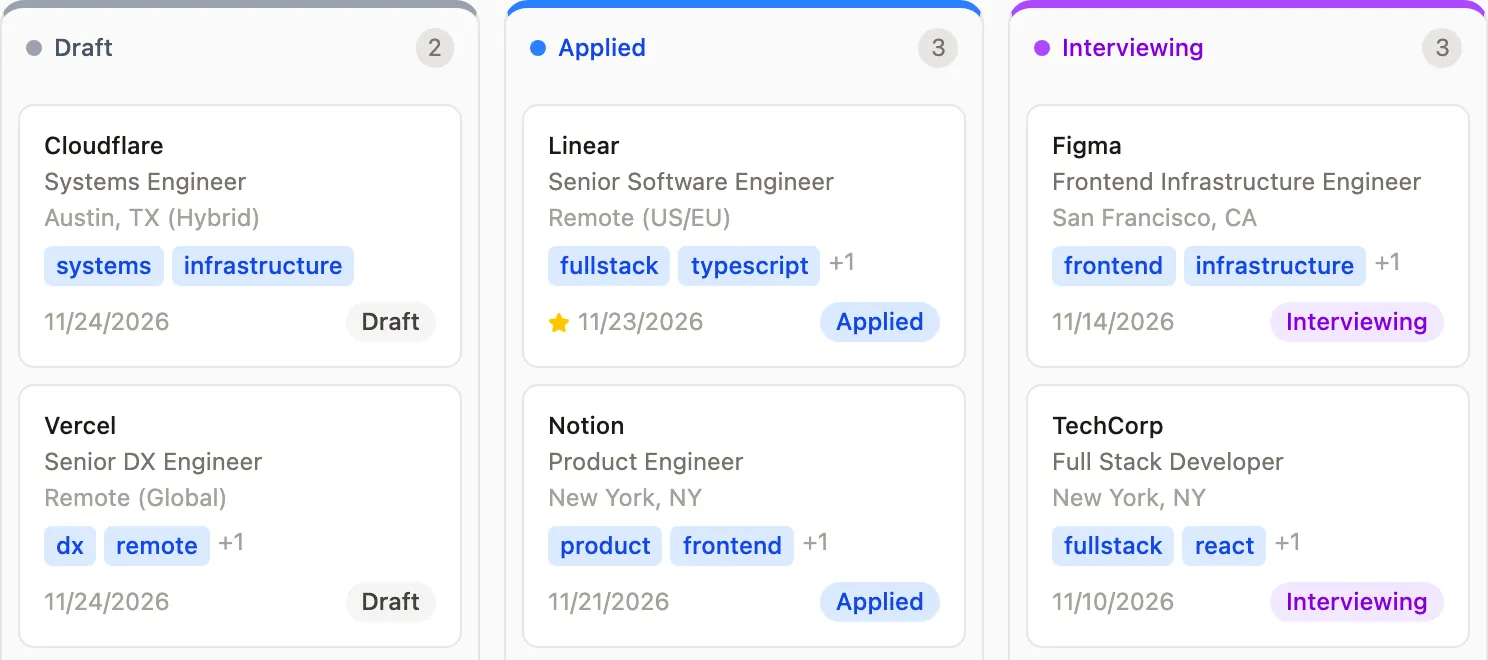 Draft 2
Cloudflare
Systems Engineer
Austin, TX (Hybrid)
systems infrastructure
11/24/2026 Draft
Vercel
Senior DX Engineer
Remote (Global)
dx remote +1
11/24/2026 Draft
Applied 3
Linear
Senior Software Engineer
Remote (US/EU)
fullstack typescript +1
11/23/2026 Applied
Notion
Product Engineer
New York, NY
product frontend +1
11/21/2026 Applied
Interviewing 3
Figma
Frontend Infrastructure Engineer
San Francisco, CA
frontend infrastructure +1
11/14/2026 Interviewing
TechCorp
Full Stack Developer
New York, NY
fullstack react +1
11/10/2026 Interviewing